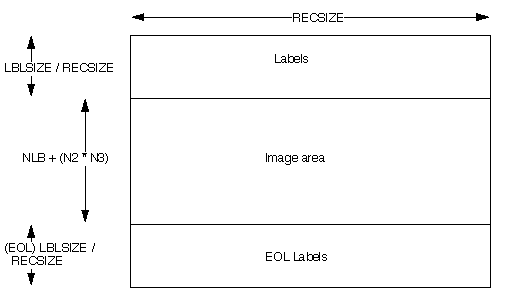 RECSIZE
Labels
LBLSIZE / RECSIZE
NLB + (N2 * N3)
Image area
(EOL) LBLSIZE /
RECSIZE
EOL Labels